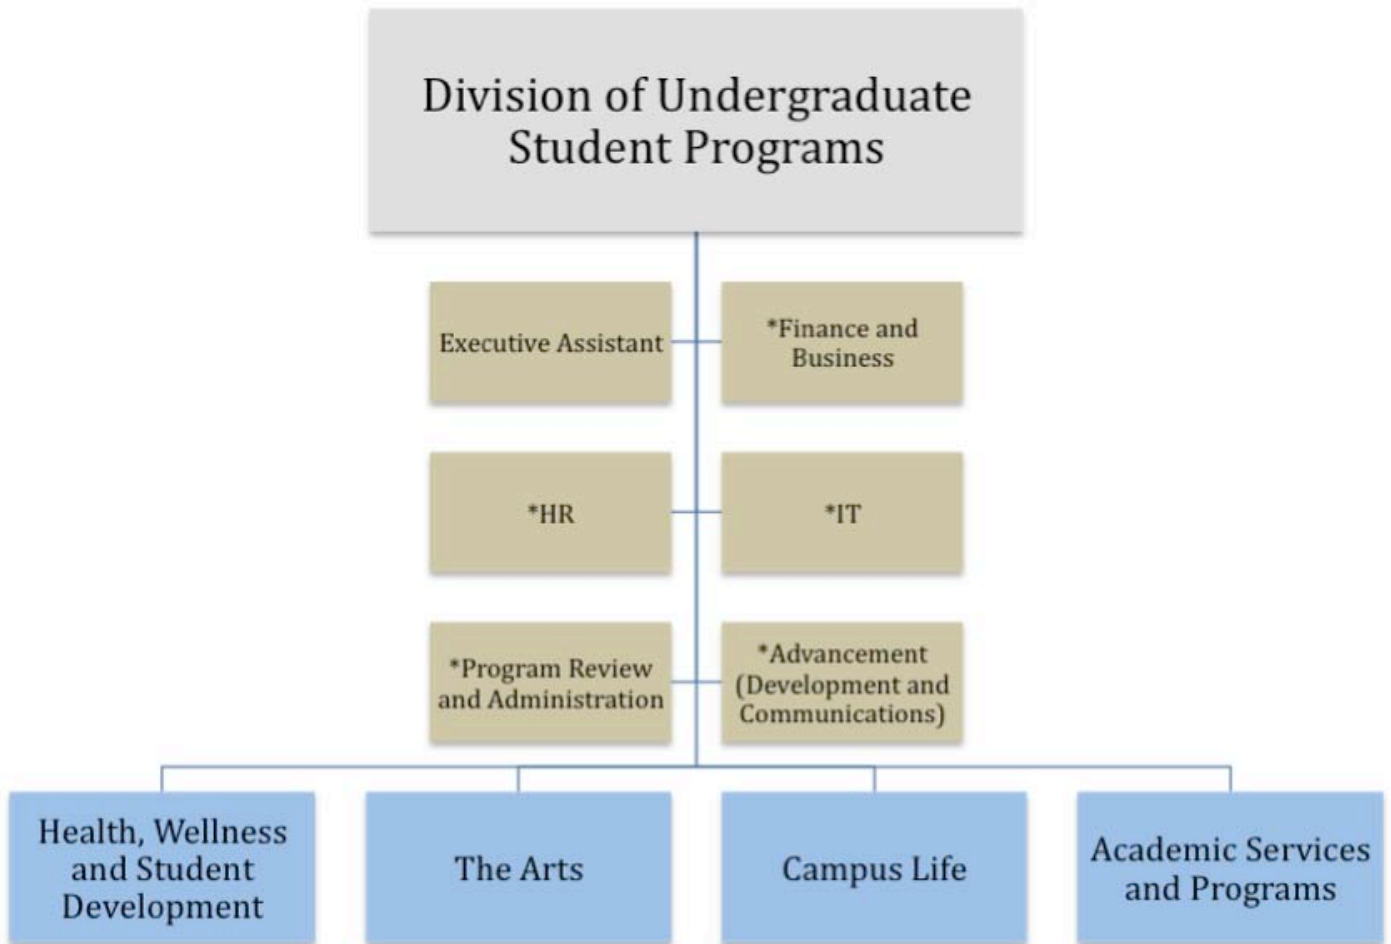 Division of Undergraduate
Student Programs
Executive Assistant
*Finance and
Business
*HR
*IT
*Program Review
and Administration
*Advancement
(Development and
Communications)
Health, Wellness
and Student
Development
The Arts
Campus Life
Academic Services
and Programs